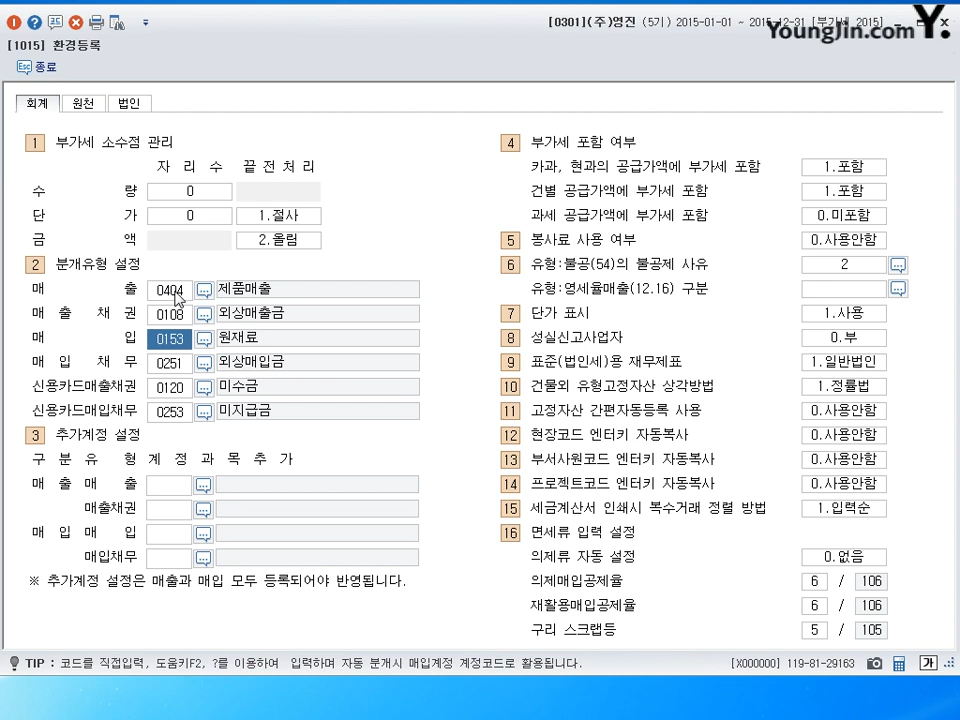 [0301](주)영진 (5기) 2015-01-01 ~ 2015-12-31 [부가세 2015]
YoungJin.com Y.
[1015] 환경등록
Esc 종료
회계 원천 법인
1 부가세 소수점 관리
자 리 수 끝 전 처 리
수 량 0
단 가 0 1.절사
금 액 2.올림
2 분개유형 설정
매 출 0404 제품매출
매 출 채 권 0108 외상매출금
매 입 0153 원재료
매 입 채 무 0251 외상매입금
신용카드매출채권 0120 미수금
신용카드매입채무 0253 미지급금
3 추가계정 설정
구 분 유 형 계 정 과 목 추 가
매 출 매 출
매출채권
매 입 매 입
매입채무
※ 추가계정 설정은 매출과 매입 모두 등록되어야 반영됩니다.
4 부가세 포함 여부
카과, 현과의 공급가액에 부가세 포함 1.포함
건별 공급가액에 부가세 포함 1.포함
과세 공급가액에 부가세 포함 0.미포함
5 봉사료 사용 여부 0.사용안함
6 유형:불공(54)의 불공제 사유 2
유형:영세율매출(12.16) 구분
7 단가 표시 1.사용
8 성실신고사업자 0.부
9 표준(법인세)용 재무제표 1.일반법인
10 건물외 유형고정자산 상각방법 1.정률법
11 고정자산 간편자동등록 사용 0.사용안함
12 현장코드 엔터키 자동복사 0.사용안함
13 부서사원코드 엔터키 자동복사 0.사용안함
14 프로젝트코드 엔터키 자동복사 0.사용안함
15 세금계산서 인쇄시 복수거래 정렬 방법 1.입력순
16 면세류 입력 설정
의제류 자동 설정 0.없음
의제매입공제율 6 / 106
재활용매입공제율 6 / 106
구리 스크랩등 5 / 105
TIP : 코드를 직접입력, 도움키F2, ?를 이용하여 입력하며 자동 분개시 매입계정 계정코드로 활용됩니다.
[X000000] 119-81-29163 가